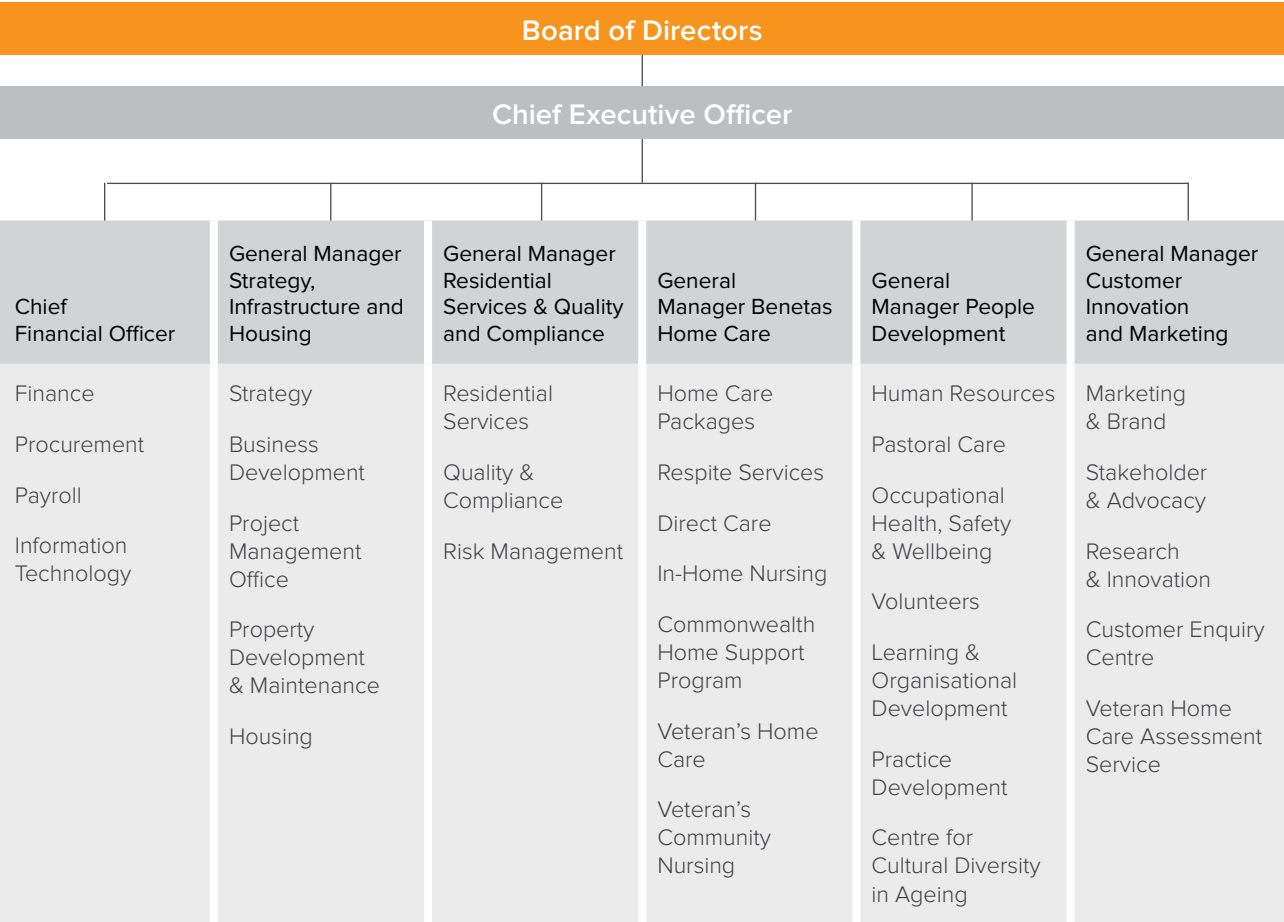 Board of Directors
Chief Executive Officer
Chief
Financial Officer
Finance
Procurement
Payroll
Information
Technology
General Manager
Strategy,
Infrastructure and
Housing
Strategy
Business
Development
Project
Management
Office
Property
Development
& Maintenance
Housing
General Manager
Residential
Services & Quality
and Compliance
Residential
Services
Quality &
Compliance
Risk Management
General
Manager Benetas
Home Care
Home Care
Packages
Respite Services
Direct Care
In-Home Nursing
Commonwealth
Home Support
Program
Veteran’s Home
Care
Veteran’s
Community
Nursing
General
Manager People
Development
Human Resources
Pastoral Care
Occupational
Health, Safety
& Wellbeing
Volunteers
Learning &
Organisational
Development
Practice
Development
Centre for
Cultural Diversity
in Ageing
General Manager
Customer
Innovation
and Marketing
Marketing
& Brand
Stakeholder
& Advocacy
Research
& Innovation
Customer Enquiry
Centre
Veteran Home
Care Assessment
Service